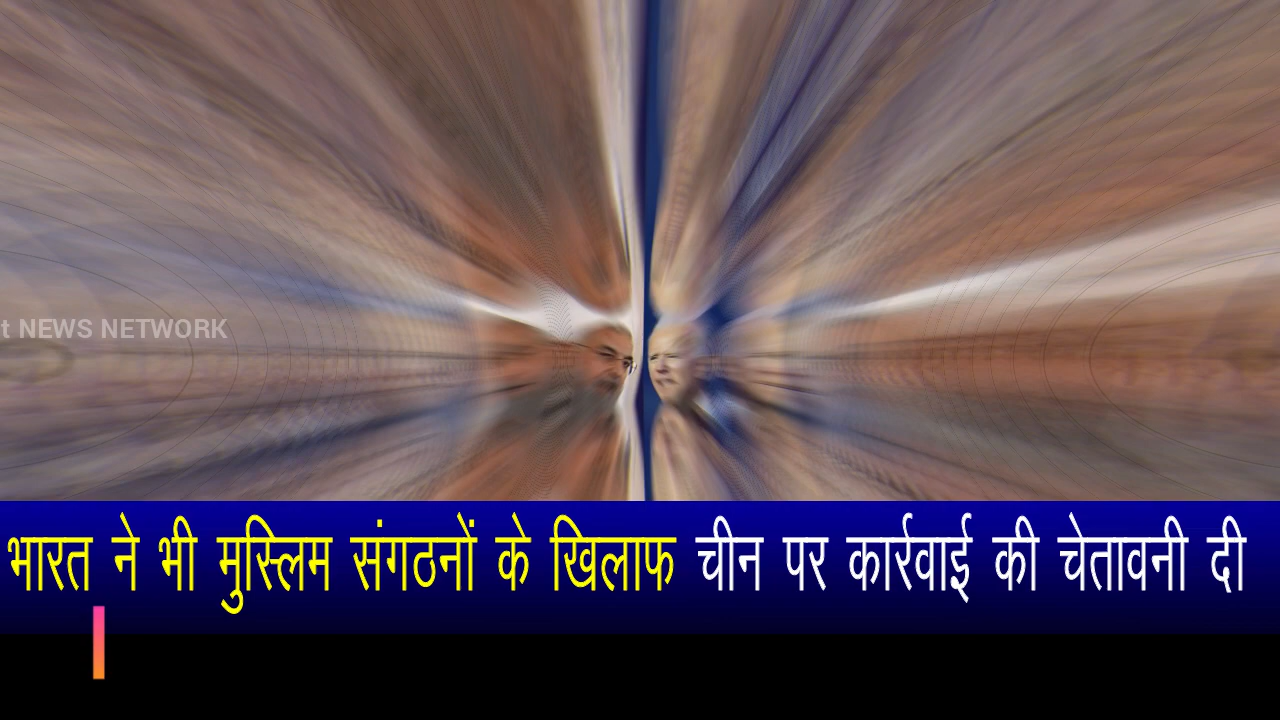 t NEWS NETWORK
भारत ने भी मुस्लिम संगठनों के खिलाफ चीन पर कार्रवाई की चेतावनी दी